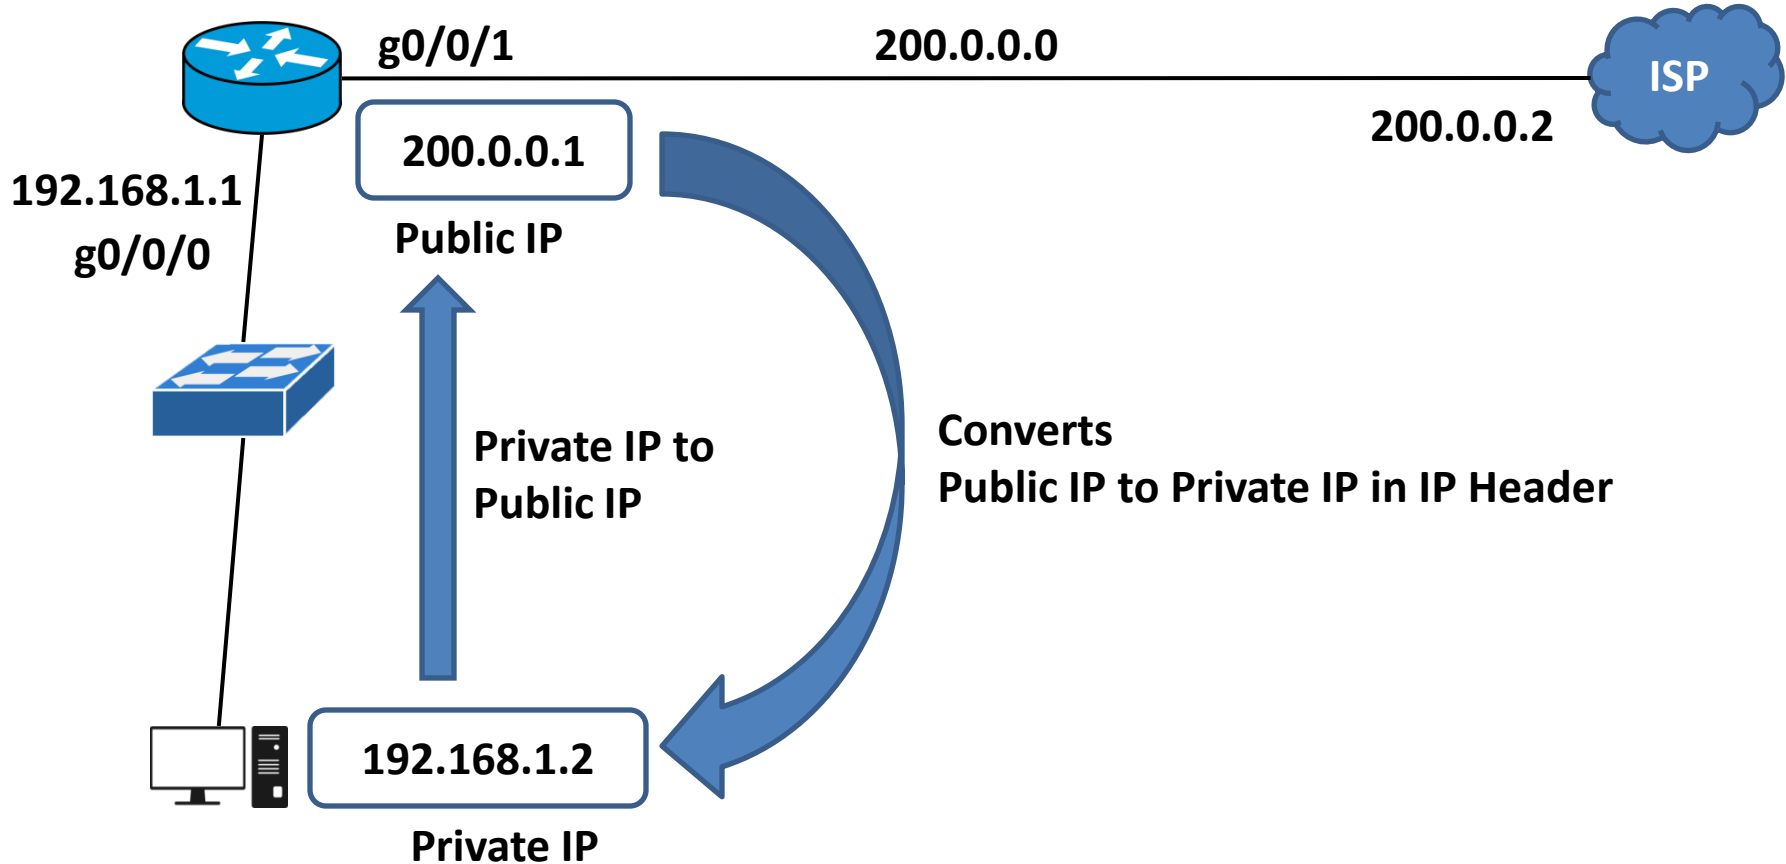 g0/0/1
200.0.0.0
ISP
200.0.0.2
200.0.0.1
192.168.1.1
Public IP
g0/0/0
Private IP to
Public IP
Converts
Public IP to Private IP in IP Header
192.168.1.2
Private IP